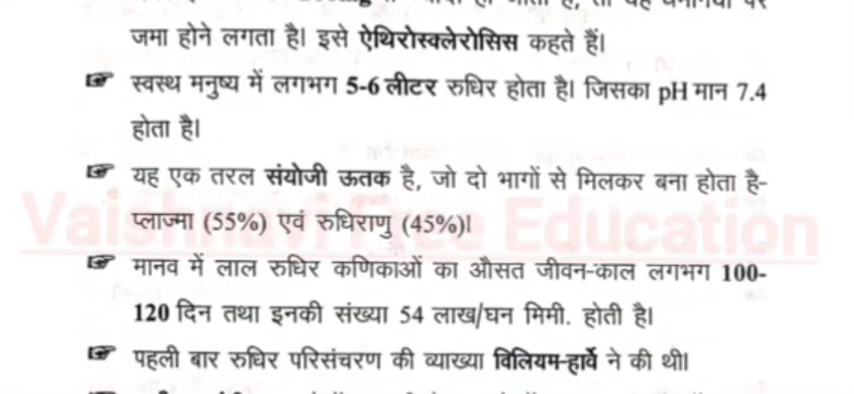 जमा होने लगता है। इसे ऐथिरोस्क्लेरोसिस कहते हैं।
☞ स्वस्थ मनुष्य में लगभग 5-6 लीटर रुधिर होता है। जिसका pH मान 7.4
होता है।
☞ यह एक तरल संयोजी ऊतक है, जो दो भागों से मिलकर बना होता है-
प्लाज्मा (55%) एवं रुधिराणु (45%)।
Vaishnavi Free Education
☞ मानव में लाल रुधिर कणिकाओं का औसत जीवन-काल लगभग 100-
120 दिन तथा इनकी संख्या 54 लाख/घन मिमी. होती है।
☞ पहली बार रुधिर परिसंचरण की व्याख्या विलियम-हार्वे ने की थी।